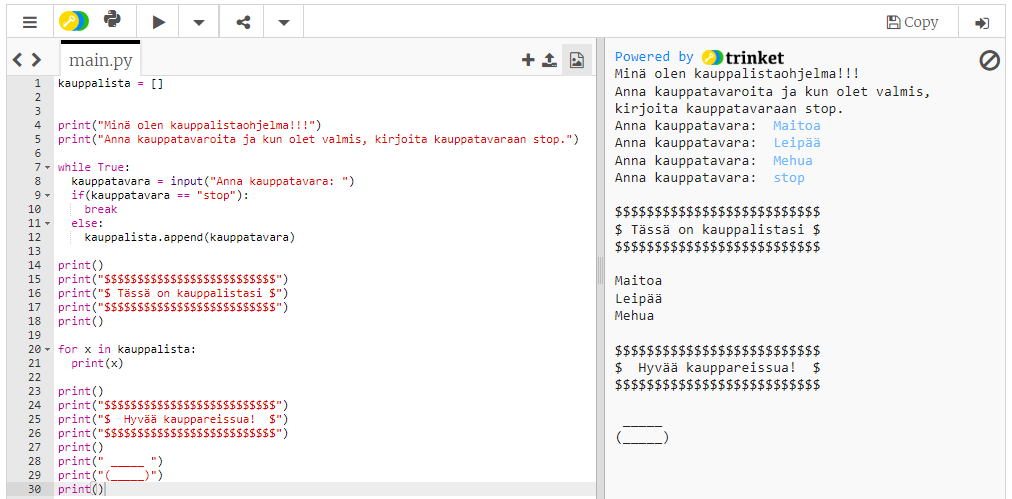 Copy
main.py
1 kauppalista = []
2
3
4 print("Minä olen kauppalistaohjelma!!!")
5 print("Anna kauppatavaroita ja kun olet valmis, kirjoita kauppatavaraan stop.")
6
7 while True:
8   kauppatavara = input("Anna kauppatavara: ")
9   if(kauppatavara == "stop"):
10     break
11   else:
12     kauppalista.append(kauppatavara)
13
14 print()
15 print("$$$$$$$$$$$$$$$$$$$$$$$$$$")
16 print("$ Tässä on kauppalistasi $")
17 print("$$$$$$$$$$$$$$$$$$$$$$$$$$")
18 print()
19
20 for x in kauppalista:
21   print(x)
22
23 print()
24 print("$$$$$$$$$$$$$$$$$$$$$$$$$$")
25 print("$  Hyvää kauppareissua!  $")
26 print("$$$$$$$$$$$$$$$$$$$$$$$$$$")
27 print()
28 print(" _____ ")
29 print("(_____)")
30 print()
Powered by trinket
Minä olen kauppalistaohjelma!!!
Anna kauppatavaroita ja kun olet valmis,
kirjoita kauppatavaraan stop.
Anna kauppatavara:  Maitoa
Anna kauppatavara:  Leipää
Anna kauppatavara:  Mehua
Anna kauppatavara:  stop
$$$$$$$$$$$$$$$$$$$$$$$$$$
$ Tässä on kauppalistasi $
$$$$$$$$$$$$$$$$$$$$$$$$$$
Maitoa
Leipää
Mehua
$$$$$$$$$$$$$$$$$$$$$$$$$$
$  Hyvää kauppareissua!  $
$$$$$$$$$$$$$$$$$$$$$$$$$$
 _____
(_____)